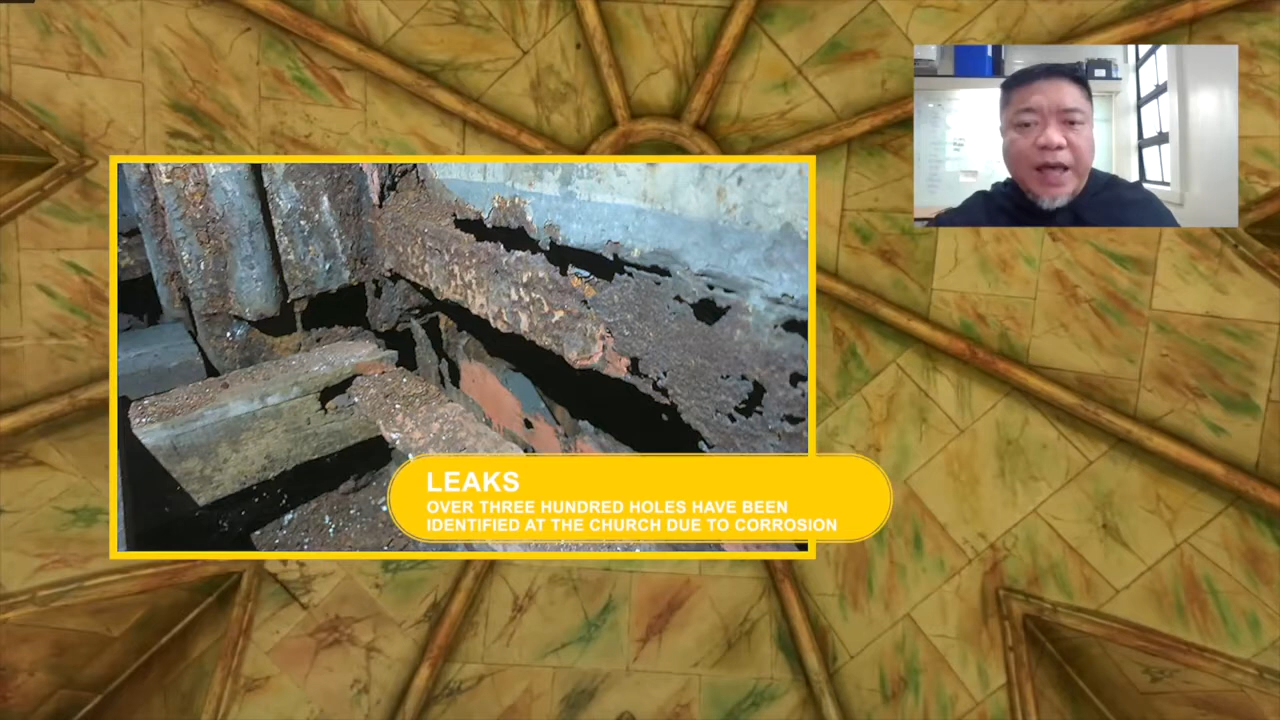 LEAKS
OVER THREE HUNDRED HOLES HAVE BEEN
IDENTIFIED AT THE CHURCH DUE TO CORROSION